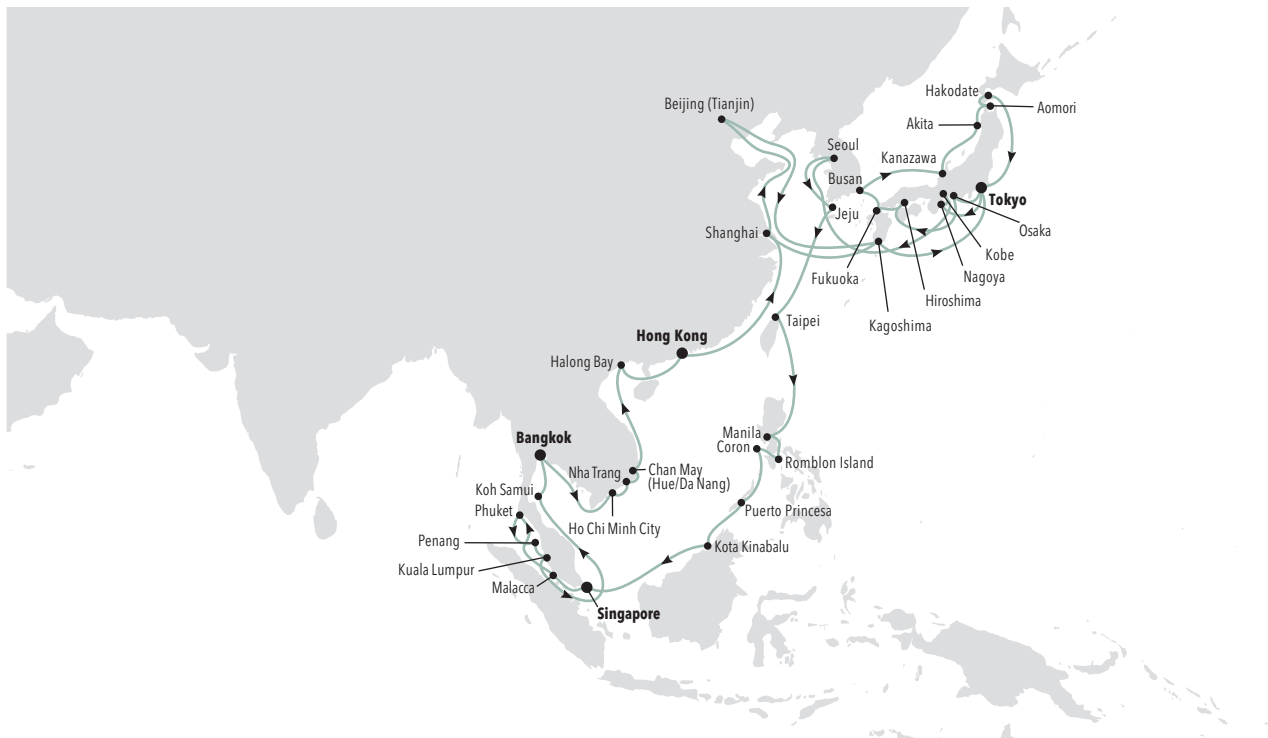 Hakodate
Beijing (Tianjin)
Aomori
Akita
Seoul
Kanazawa
Busan
Tokyo
Jeju
Osaka
Shanghai
Kobe
Fukuoka
Nagoya
Hiroshima
Taipei
Kagoshima
Hong Kong
Halong Bay
Manila
Bangkok
Coron
Romblon Island
Nha Trang
Chan May
(Hue/Da Nang)
Koh Samui
Phuket
Puerto Princesa
Ho Chi Minh City
Penang
Kota Kinabalu
Kuala Lumpur
Malacca
Singapore